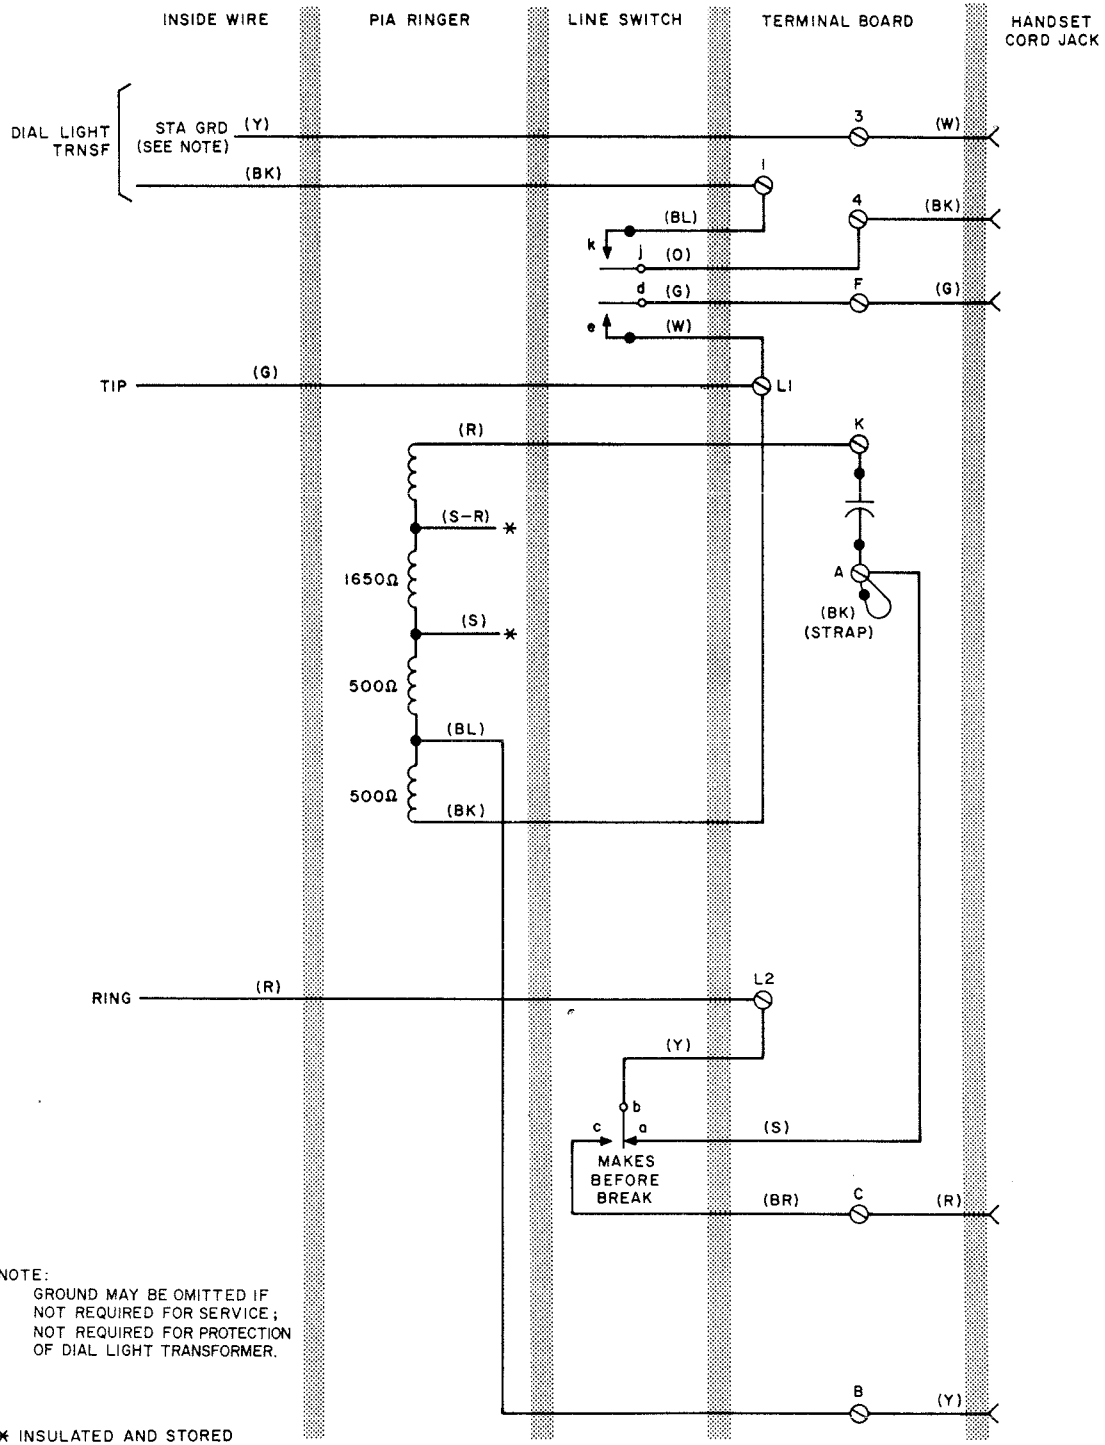 INSIDE WIRE
PIA RINGER
LINE SWITCH
TERMINAL BOARD
HANDSET
CORD JACK
DIAL LIGHT
TRNSF
STA GRD
(SEE NOTE)
(Y)
3
(W)
(BK)
1
4
(BK)
(BL)
k
j
(O)
d
(G)
F
(G)
e
(W)
TIP
(G)
L1
(R)
K
(S-R) *
1650Ω
A
(BK)
(STRAP)
(S) *
500Ω
(BL)
500Ω
(BK)
RING
(R)
L2
(Y)
b
c
a
(S)
MAKES
BEFORE
BREAK
(BR)
C
(R)
NOTE:
GROUND MAY BE OMITTED IF
NOT REQUIRED FOR SERVICE;
NOT REQUIRED FOR PROTECTION
OF DIAL LIGHT TRANSFORMER.
B
(Y)
* INSULATED AND STORED